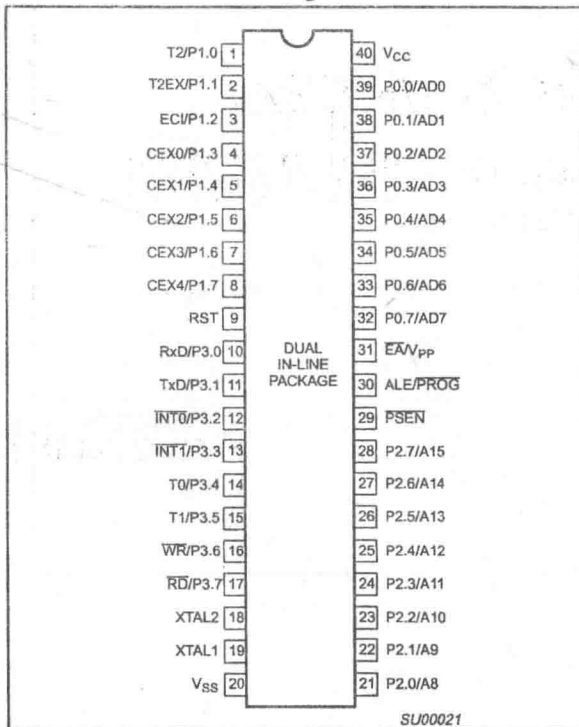 T2/P1.0 1
T2EX/P1.1 2
ECI/P1.2 3
CEX0/P1.3 4
CEX1/P1.4 5
CEX2/P1.5 6
CEX3/P1.6 7
CEX4/P1.7 8
RST 9
RxD/P3.0 10
TxD/P3.1 11
I̅N̅T̅0̅/P3.2 12
I̅N̅T̅1̅/P3.3 13
T0/P3.4 14
T1/P3.5 15
W̅R̅/P3.6 16
R̅D̅/P3.7 17
XTAL2 18
XTAL1 19
VSS 20
DUAL
IN-LINE
PACKAGE
40 VCC
39 P0.0/AD0
38 P0.1/AD1
37 P0.2/AD2
36 P0.3/AD3
35 P0.4/AD4
34 P0.5/AD5
33 P0.6/AD6
32 P0.7/AD7
31 E̅A̅/VPP
30 ALE/P̅R̅O̅G̅
29 P̅S̅E̅N̅
28 P2.7/A15
27 P2.6/A14
26 P2.5/A13
25 P2.4/A12
24 P2.3/A11
23 P2.2/A10
22 P2.1/A9
21 P2.0/A8
SU00021